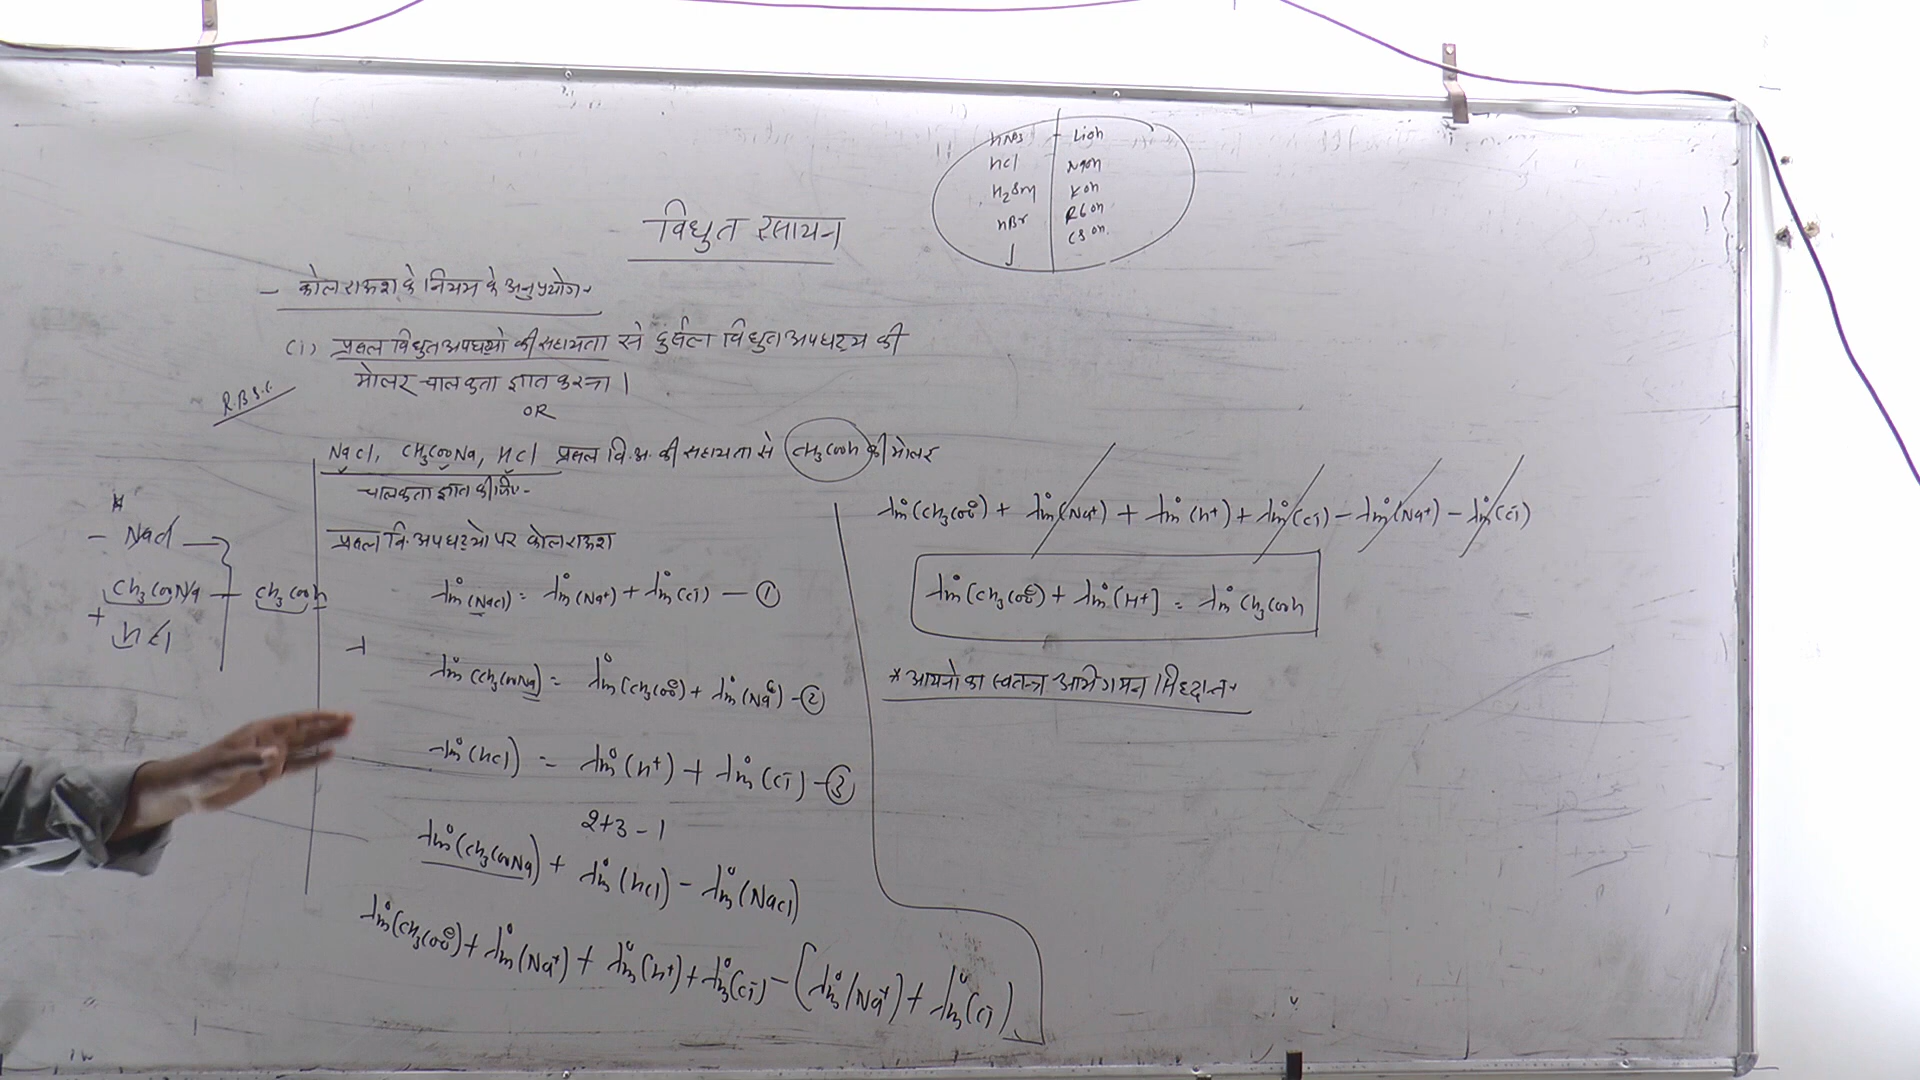 HNO3 - LiOH
HCl NaOH
H2SO4 KOH
HBr RbOH
CsOH
विधुत रसायन
- कोलराऊश के नियम के अनुप्रयोग -
(i) प्रबल विधुत अपघट्यो की सहायता से दुर्बल विधुत अपघट्य की
मोलर चालकता ज्ञात करना।
R.B.S.E
OR
NaCl, CH3COONa, HCl प्रबल वि.अ. की सहायता से CH3COOH की मोलर
चालकता ज्ञात कीजिए-
प्रबल वि. अपघट्यो पर कोलराऊश
- NaCl
CH3COONa - CH3COOH
+
HCl
λ°m(NaCl) = λ°m(Na+) + λ°m(Cl-) — ①
λ°m(CH3COONa) = λ°m(CH3COO⊖) + λ°m(Na⊕) - ②
λ°m(HCl) = λ°m(H+) + λ°m(Cl-) - ③
2+3-1
λ°m(CH3COONa) + λ°m(HCl) - λ°m(NaCl)
λ°m(CH3COO⊖) + λ°m(Na+) + λ°m(H+) + λ°m(Cl-) - (λ°m(Na+) + λ°m(Cl-)
λ°m(CH3COO⊖) + λ°m(Na+) + λ°m(H+) + λ°m(Cl-) - λ°m(Na+) - λ°m(Cl-)
λ°m(CH3COO⊖) + λ°m[H+] = λ°m CH3COOH
* आयनो का स्वतन्त्र अभिगमन सिद्दान्त -